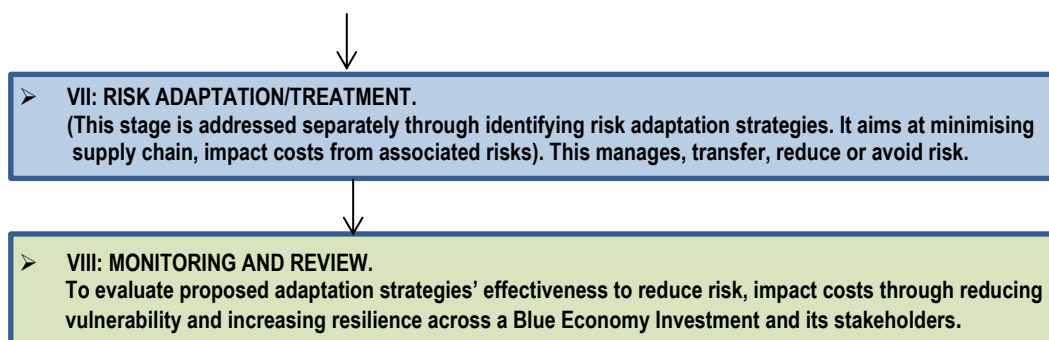 ➢ VII: RISK ADAPTATION/TREATMENT.
(This stage is addressed separately through identifying risk adaptation strategies. It aims at minimising
supply chain, impact costs from associated risks). This manages, transfer, reduce or avoid risk.
➢ VIII: MONITORING AND REVIEW.
To evaluate proposed adaptation strategies’ effectiveness to reduce risk, impact costs through reducing
vulnerability and increasing resilience across a Blue Economy Investment and its stakeholders.